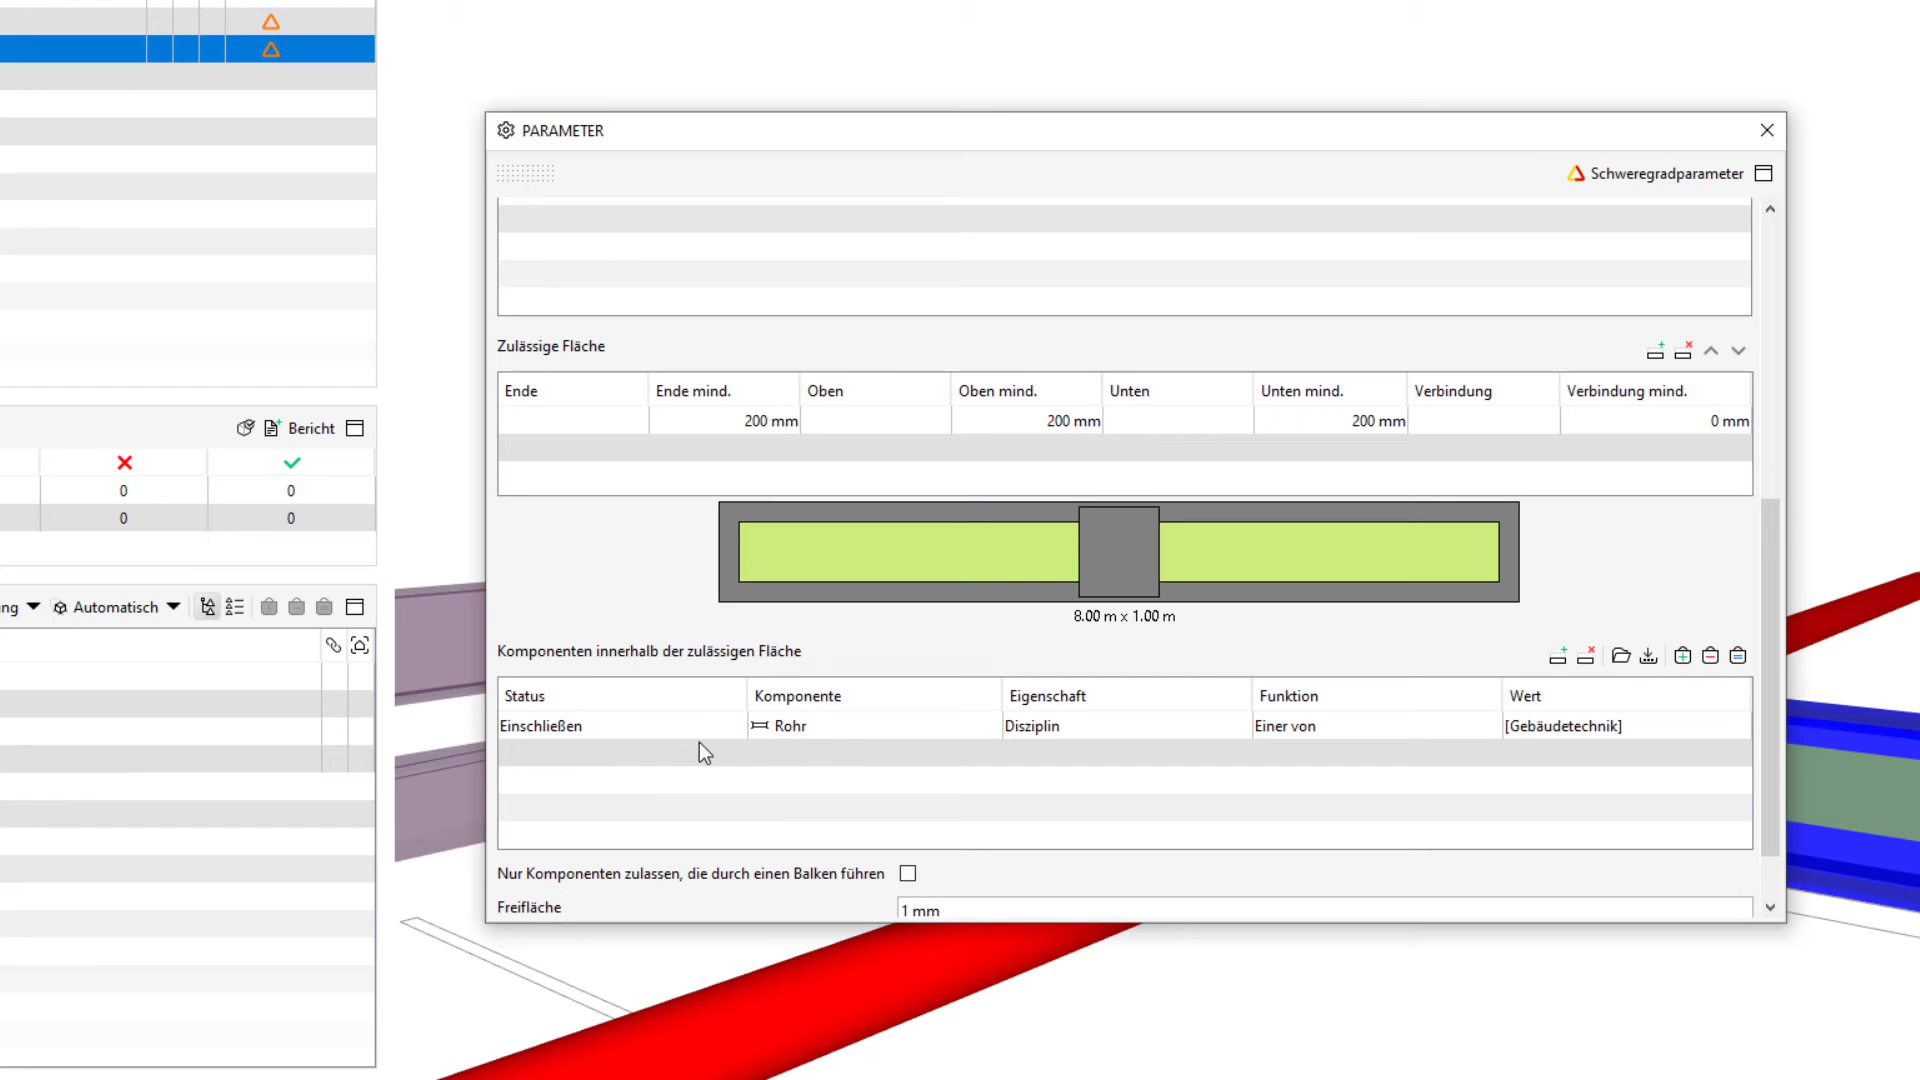 PARAMETER
Schweregradparameter
Zulässige Fläche
Ende Ende mind. Oben Oben mind. Unten Unten mind. Verbindung Verbindung mind.
200 mm 200 mm 200 mm 0 mm
Bericht
0 0
0 0
8.00 m x 1.00 m
ng Automatisch
Komponenten innerhalb der zulässigen Fläche
Status Komponente Eigenschaft Funktion Wert
Einschließen Rohr Disziplin Einer von [Gebäudetechnik]
Nur Komponenten zulassen, die durch einen Balken führen
Freifläche 1 mm